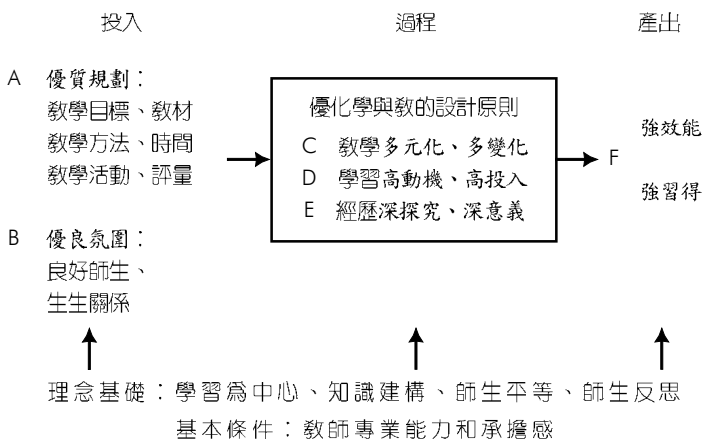 投入 過程 產出
A 優質規劃：
教學目標、教材
教學方法、時間
教學活動、評量
B 優良氛圍：
良好師生、
生生關係
優化學與教的設計原則
C 教學多元化、多變化
D 學習高動機、高投入
E 經歷深探究、深意義
F
強效能
強習得
理念基礎：學習為中心、知識建構、師生平等、師生反思
基本條件：教師專業能力和承擔感